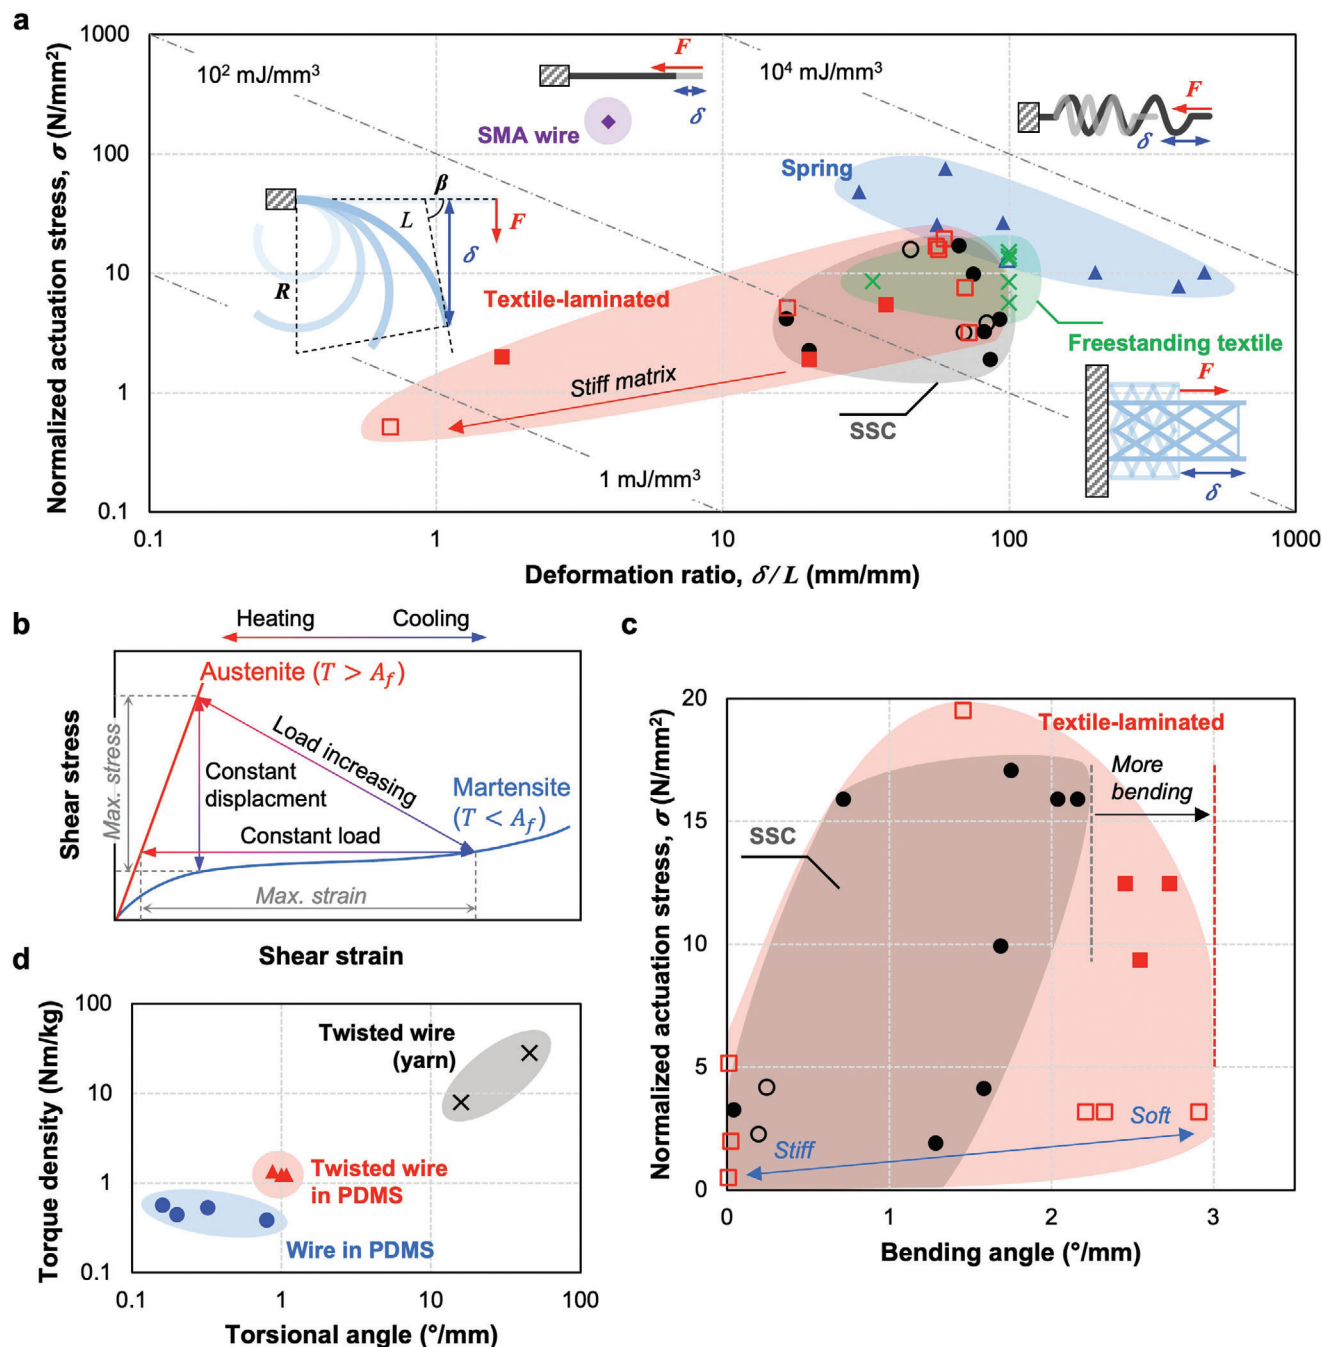 a
Normalized actuation stress, σ (N/mm²)
1000
100
10
1
0.1
10² mJ/mm³
10⁴ mJ/mm³
1 mJ/mm³
F
δ
SMA wire
F
δ
Spring
β
L
F
δ
R
Textile-laminated
Stiff matrix
SSC
Freestanding textile
F
δ
0.1
1
10
100
1000
Deformation ratio, δ/L (mm/mm)
b
Heating
Cooling
Shear stress
Max. stress
Austenite (T > A_f)
Load increasing
Constant
displacment
Martensite
(T < A_f)
Constant load
Max. strain
Shear strain
c
Normalized actuation stress, σ (N/mm²)
20
15
10
5
0
Textile-laminated
More
bending
SSC
Stiff
Soft
0
1
2
3
Bending angle (°/mm)
d
Torque density (Nm/kg)
100
10
1
0.1
Twisted wire
(yarn)
Twisted wire
in PDMS
Wire in PDMS
0.1
1
10
100
Torsional angle (°/mm)